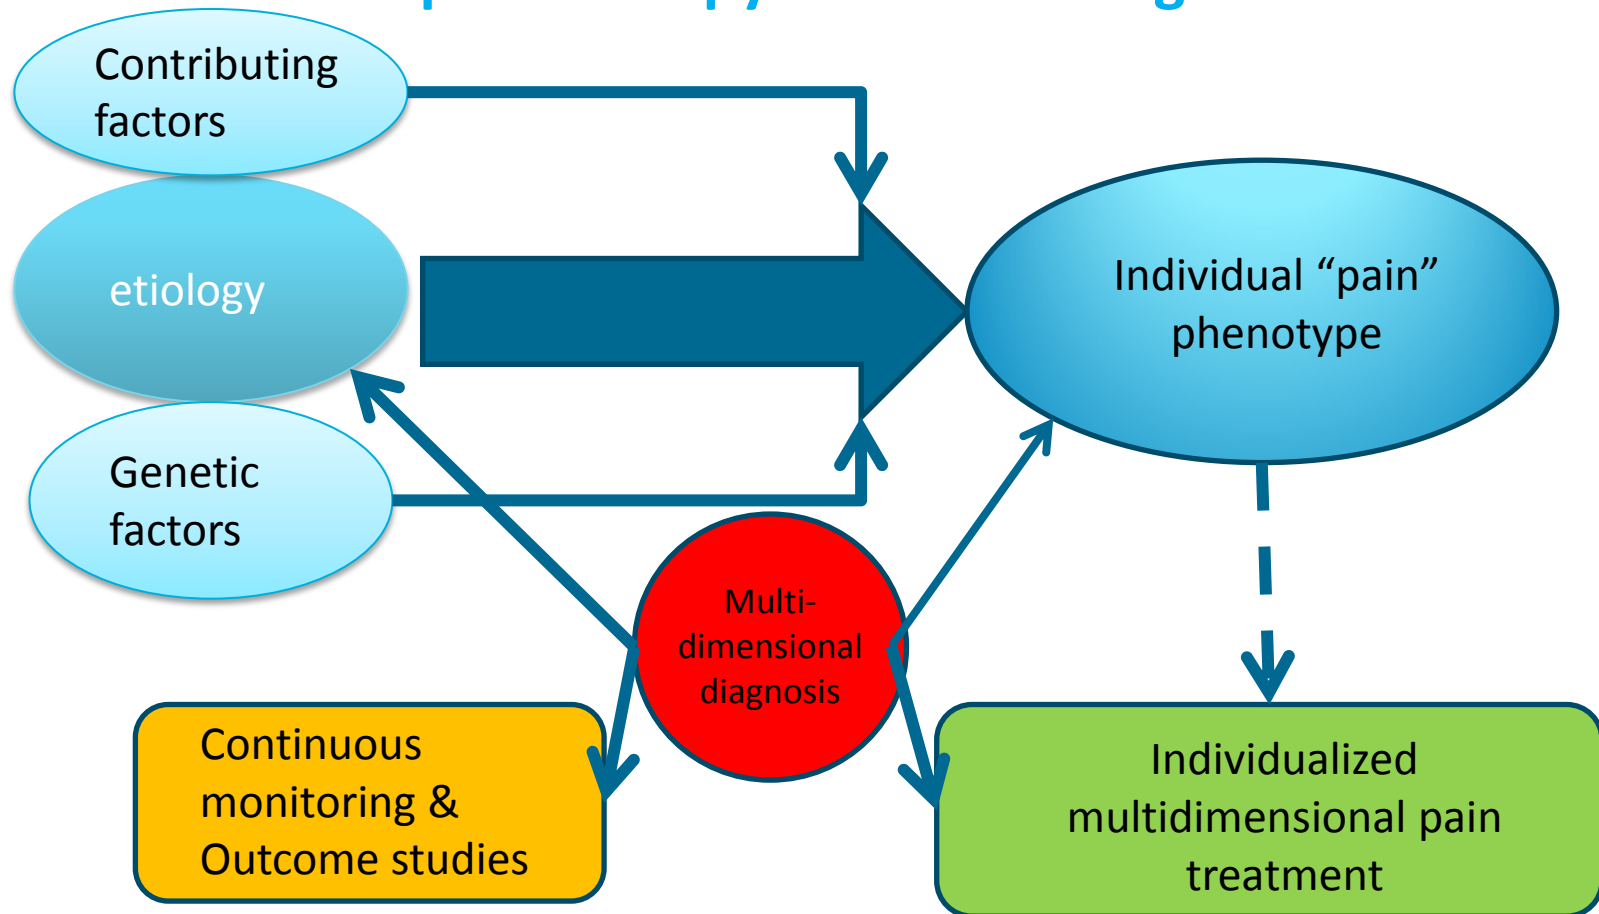 Contributing
factors
etiology
Genetic
factors
Individual “pain”
phenotype
Multi-
dimensional
diagnosis
Continuous
monitoring &
Outcome studies
Individualized
multidimensional pain
treatment